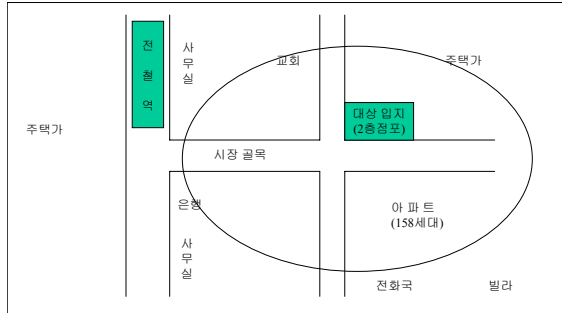 전
철
역
사
무
실
교회
주택가
대상 입지
(2층점포)
주택가
시장 골목
은행
아 파 트
(158세대)
사
무
실
전화국
빌라